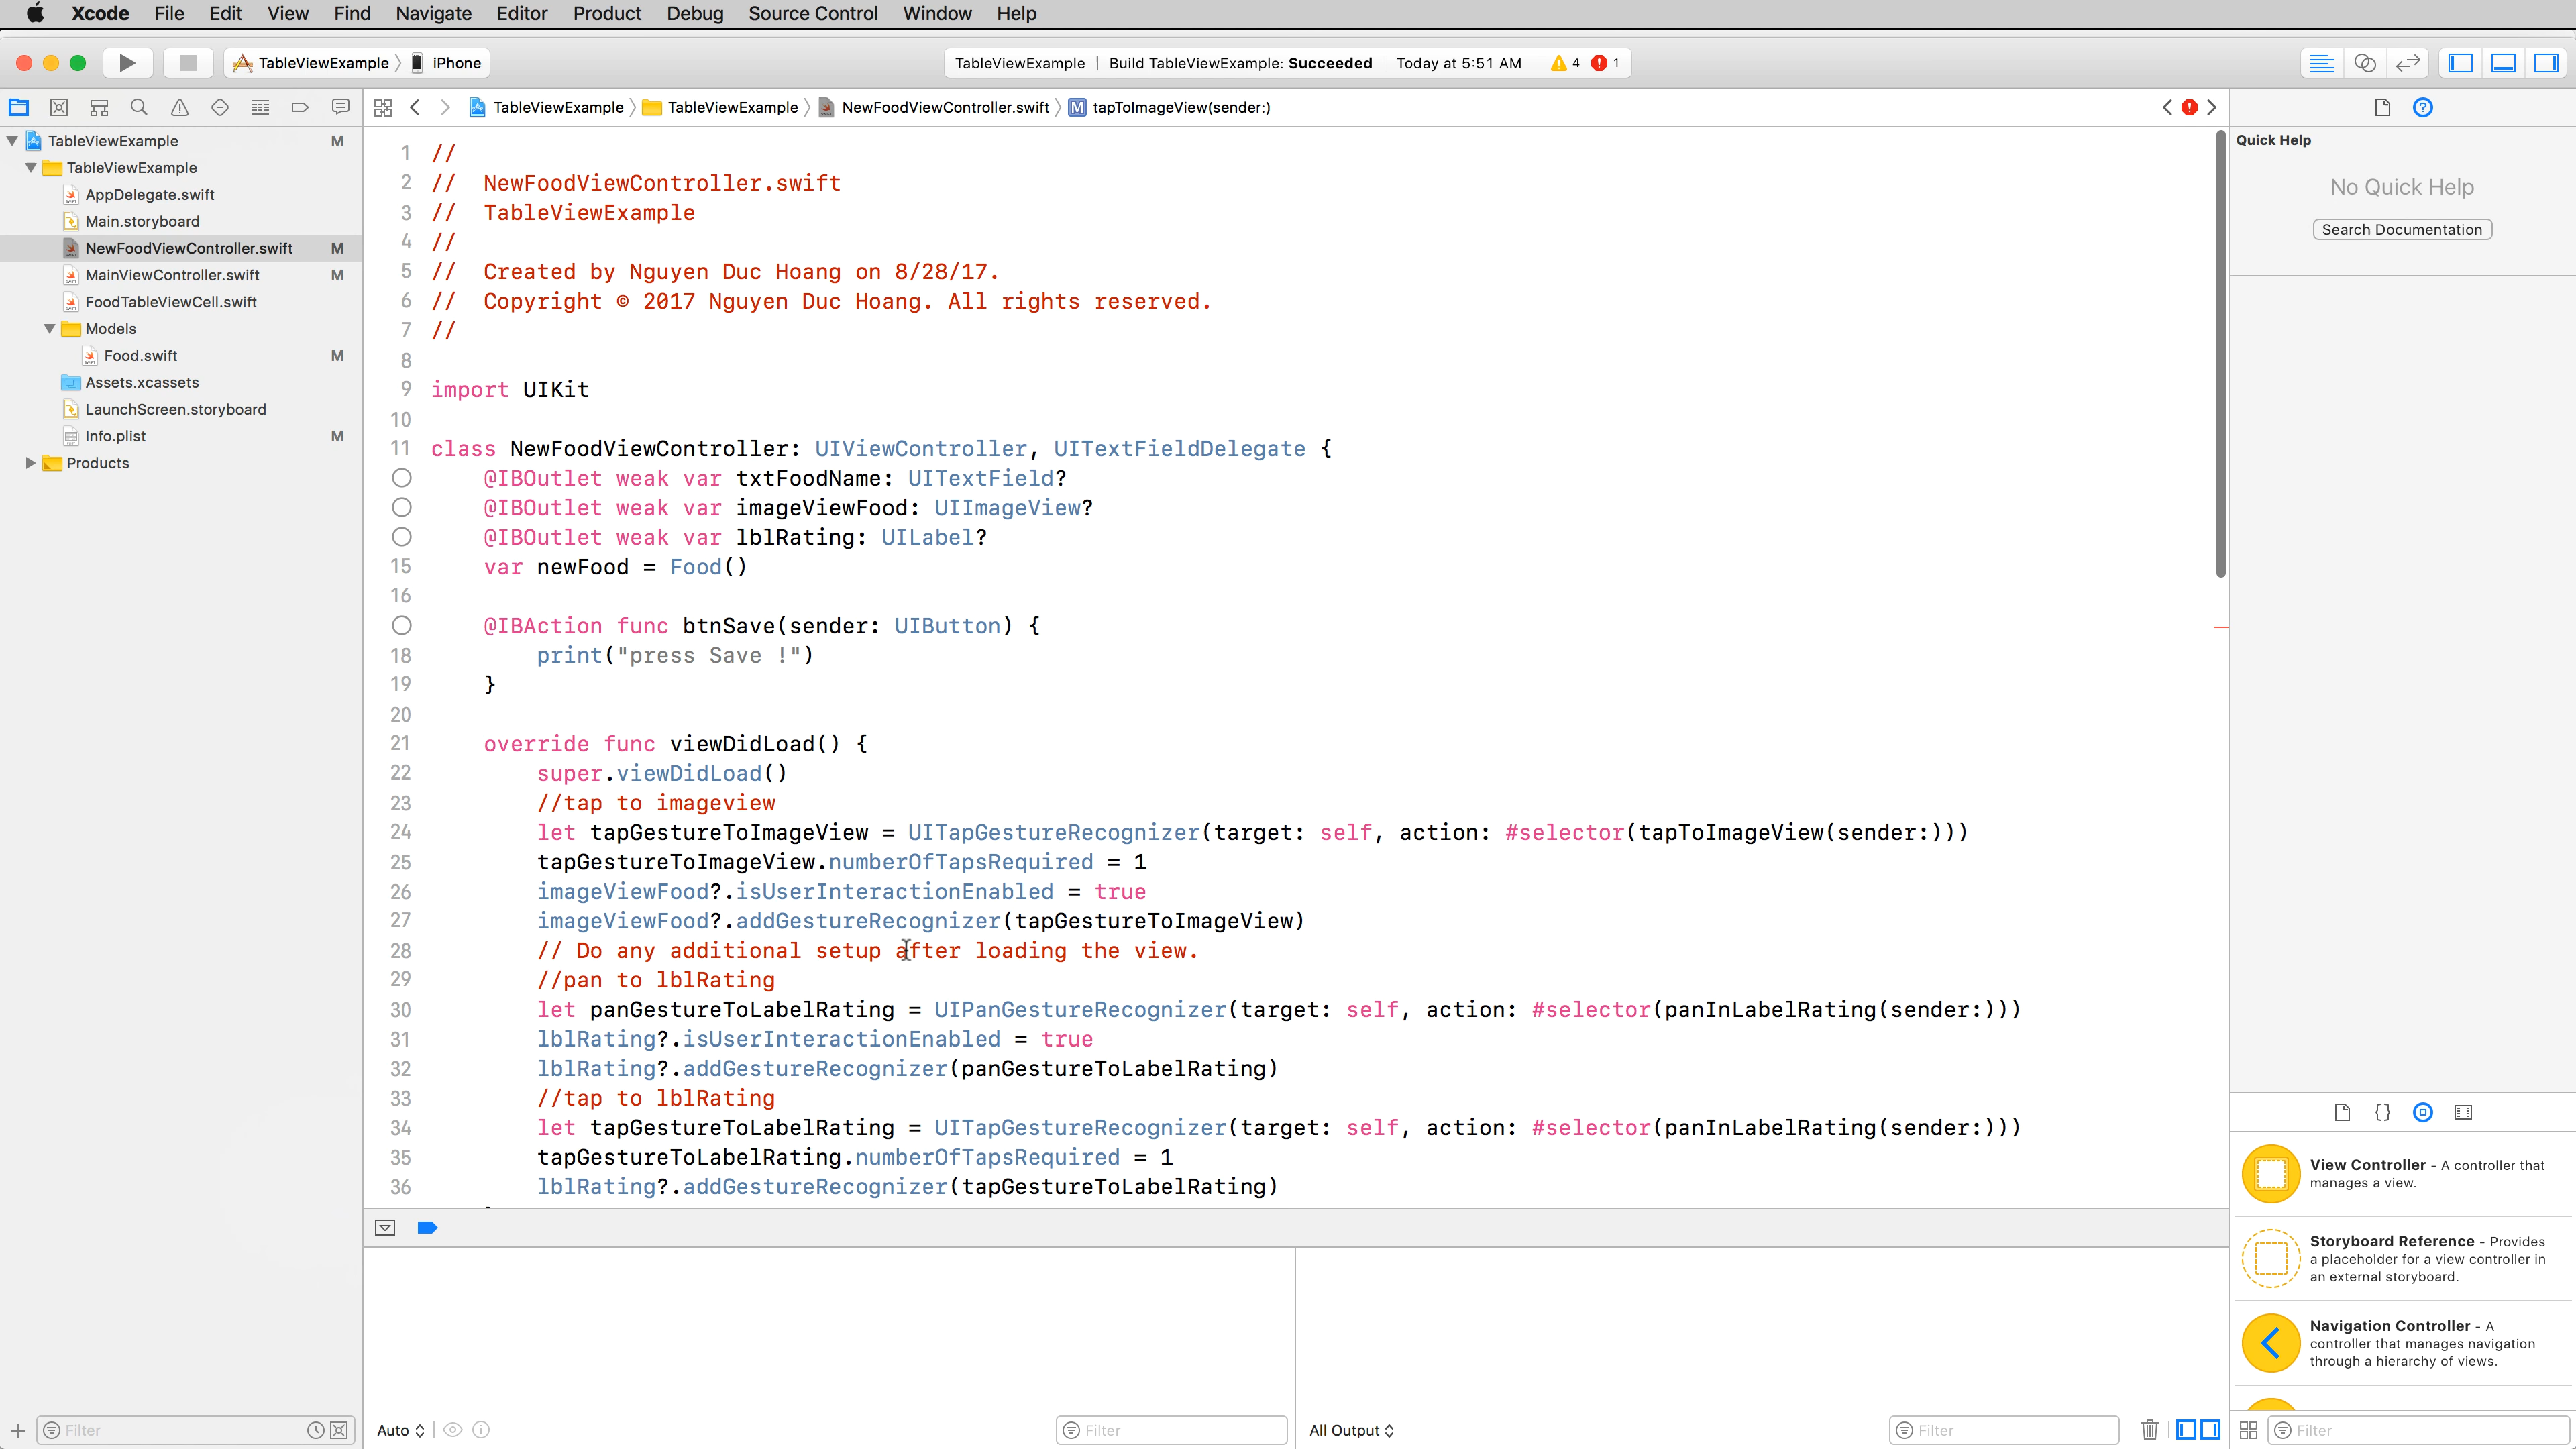 Xcode File Edit View Find Navigate Editor Product Debug Source Control Window Help
TableViewExample iPhone
TableViewExample | Build TableViewExample: Succeeded | Today at 5:51 AM 4 1
TableViewExample TableViewExample NewFoodViewController.swift M tapToImageView(sender:)
TableViewExample M
TableViewExample
AppDelegate.swift
Main.storyboard
NewFoodViewController.swift M
MainViewController.swift M
FoodTableViewCell.swift
Models
Food.swift M
Assets.xcassets
LaunchScreen.storyboard
Info.plist M
Products
Filter
1 //
2 //  NewFoodViewController.swift
3 //  TableViewExample
4 //
5 //  Created by Nguyen Duc Hoang on 8/28/17.
6 //  Copyright © 2017 Nguyen Duc Hoang. All rights reserved.
7 //
8
9 import UIKit
10
11 class NewFoodViewController: UIViewController, UITextFieldDelegate {
@IBOutlet weak var txtFoodName: UITextField?
@IBOutlet weak var imageViewFood: UIImageView?
@IBOutlet weak var lblRating: UILabel?
15 var newFood = Food()
16
@IBAction func btnSave(sender: UIButton) {
18 print("press Save !")
19 }
20
21 override func viewDidLoad() {
22 super.viewDidLoad()
23 //tap to imageview
24 let tapGestureToImageView = UITapGestureRecognizer(target: self, action: #selector(tapToImageView(sender:)))
25 tapGestureToImageView.numberOfTapsRequired = 1
26 imageViewFood?.isUserInteractionEnabled = true
27 imageViewFood?.addGestureRecognizer(tapGestureToImageView)
28 // Do any additional setup after loading the view.
29 //pan to lblRating
30 let panGestureToLabelRating = UIPanGestureRecognizer(target: self, action: #selector(panInLabelRating(sender:)))
31 lblRating?.isUserInteractionEnabled = true
32 lblRating?.addGestureRecognizer(panGestureToLabelRating)
33 //tap to lblRating
34 let tapGestureToLabelRating = UITapGestureRecognizer(target: self, action: #selector(panInLabelRating(sender:)))
35 tapGestureToLabelRating.numberOfTapsRequired = 1
36 lblRating?.addGestureRecognizer(tapGestureToLabelRating)
Auto
Filter
All Output
Filter
Quick Help
No Quick Help
Search Documentation
{}
View Controller - A controller that
manages a view.
Storyboard Reference - Provides
a placeholder for a view controller in
an external storyboard.
Navigation Controller - A
controller that manages navigation
through a hierarchy of views.
Filter